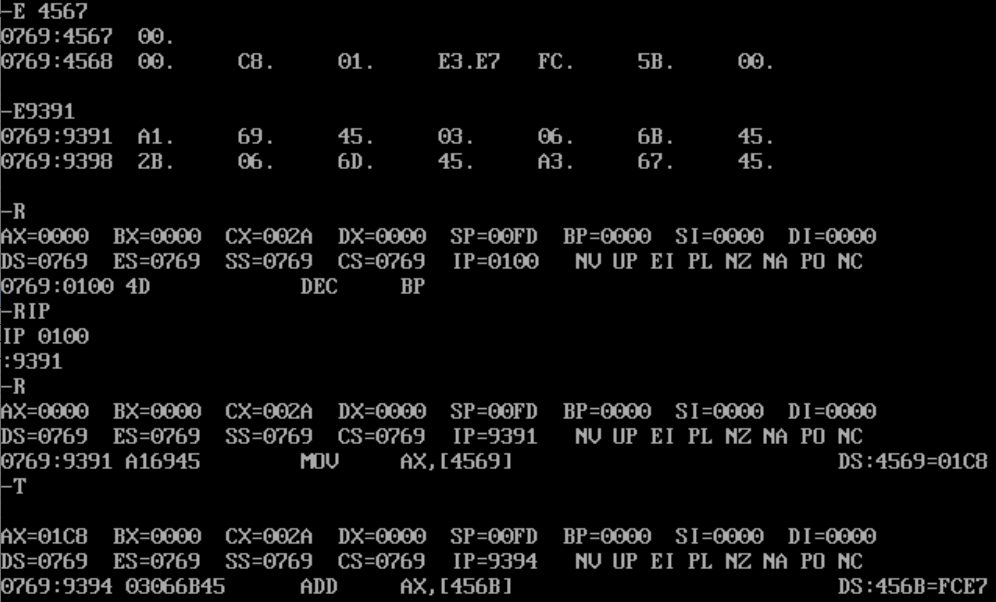 -E 4567
0769:4567  00.
0769:4568  00.     C8.     01.     E3.E7   FC.     5B.     00.

-E9391
0769:9391  A1.     69.     45.     03.     06.     6B.     45.
0769:9398  2B.     06.     6D.     45.     A3.     67.     45.

-R
AX=0000  BX=0000  CX=002A  DX=0000  SP=00FD  BP=0000  SI=0000  DI=0000
DS=0769  ES=0769  SS=0769  CS=0769  IP=0100   NV UP EI PL NZ NA PO NC
0769:0100 4D            DEC     BP
-RIP
IP 0100
:9391
-R
AX=0000  BX=0000  CX=002A  DX=0000  SP=00FD  BP=0000  SI=0000  DI=0000
DS=0769  ES=0769  SS=0769  CS=0769  IP=9391   NV UP EI PL NZ NA PO NC
0769:9391 A16945        MOV     AX,[4569]                          DS:4569=01C8
-T

AX=01C8  BX=0000  CX=002A  DX=0000  SP=00FD  BP=0000  SI=0000  DI=0000
DS=0769  ES=0769  SS=0769  CS=0769  IP=9394   NV UP EI PL NZ NA PO NC
0769:9394 03066B45      ADD     AX,[456B]                          DS:456B=FCE7